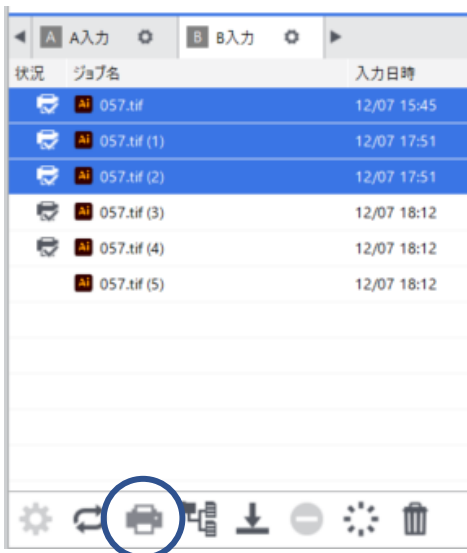 A A入力 B B入力
状況 ジョブ名 入力日時
Ai 057.tif 12/07 15:45
Ai 057.tif (1) 12/07 17:51
Ai 057.tif (2) 12/07 17:51
Ai 057.tif (3) 12/07 18:12
Ai 057.tif (4) 12/07 18:12
Ai 057.tif (5) 12/07 18:12